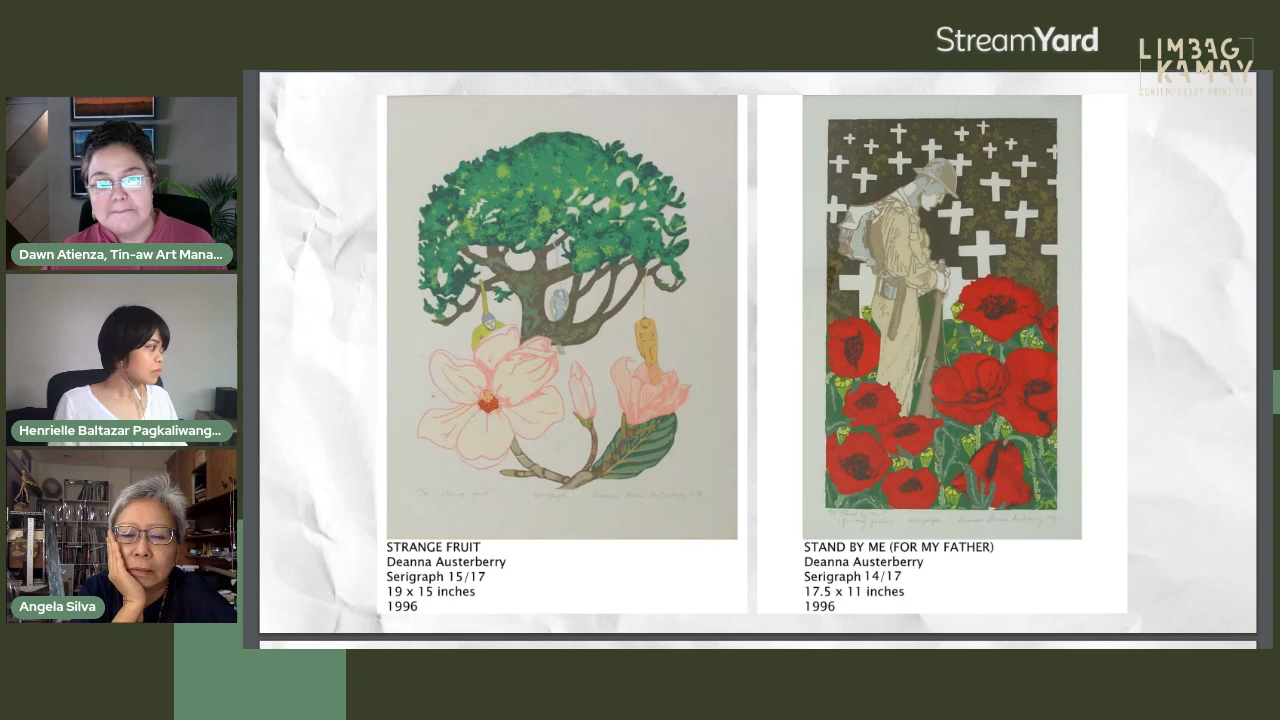 StreamYard
LIMBAG
KAMAY
CONTEMPORARY PRINT FAIR
Dawn Atienza, Tin-aw Art Mana...
Henrielle Baltazar Pagkaliwang...
Angela Silva
STRANGE FRUIT
Deanna Austerberry
Serigraph 15/17
19 x 15 inches
1996
STAND BY ME (FOR MY FATHER)
Deanna Austerberry
Serigraph 14/17
17.5 x 11 inches
1996